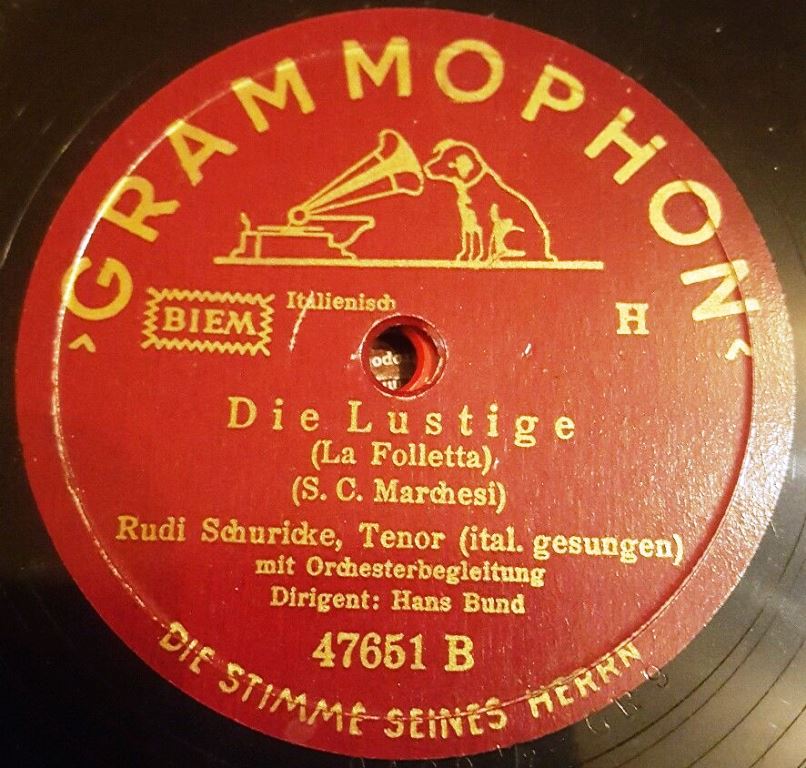 ›GRAMMOPHON‹
BIEM
Italienisch
H
Die Lustige
(La Folletta)
(S. C. Marchesi)
Rudi Schuricke, Tenor (ital. gesungen)
mit Orchesterbegleitung
Dirigent: Hans Bund
47651 B
DIE STIMME SEINES HERRN